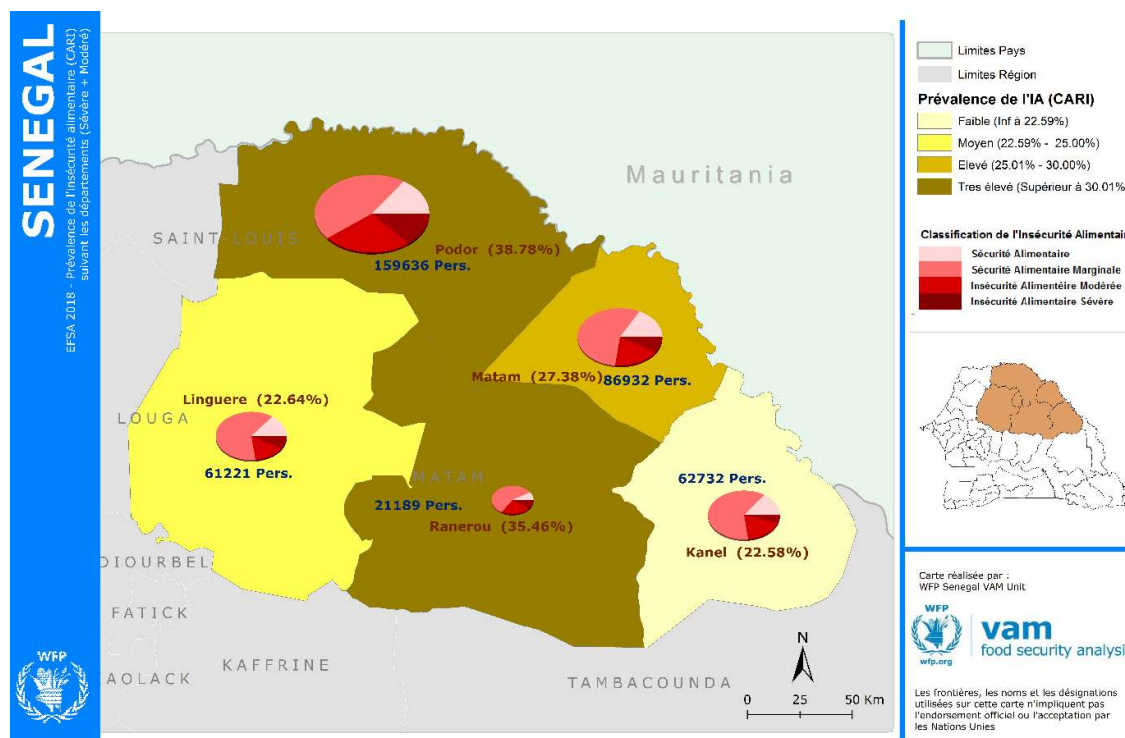 SENEGAL
EFSA 2018 - Prévalence de l'insécurité alimentaire (CARI)
suivant les départements (Sévère + Modéré)
WFP
Mauritania
SAINT-LOUIS
Podor (38.78%)
159636 Pers.
Matam (27.38%)
86932 Pers.
Linguere (22.64%)
LOUGA
61221 Pers.
MATAM
21189 Pers.
Ranerou (35.46%)
62732 Pers.
Kanel (22.58%)
DIOURBEL
FATICK
KAFFRINE
AOLACK
TAMBACOUNDA
N
0 25 50 Km
Limites Pays
Limites Région
Prévalence de l'IA (CARI)
Faible (Inf à 22.59%)
Moyen (22.59% - 25.00%)
Elevé (25.01% - 30.00%)
Tres élevé (Supérieur à 30.01%
Classification de l'Insécurité Alimentair
Sécurité Alimentaire
Sécurité Alimentaire Marginale
Insécurité Alimentéire Modérée
Insécurité Alimentaire Sévère
Carte réalisée par :
WFP Senegal VAM Unit
WFP
wfp.org
vam
food security analysi
Les frontières, les noms et les désignations
utilisées sur cette carte n'impliquent pas
l'endorsement officiel ou l'acceptation par
les Nations Unies